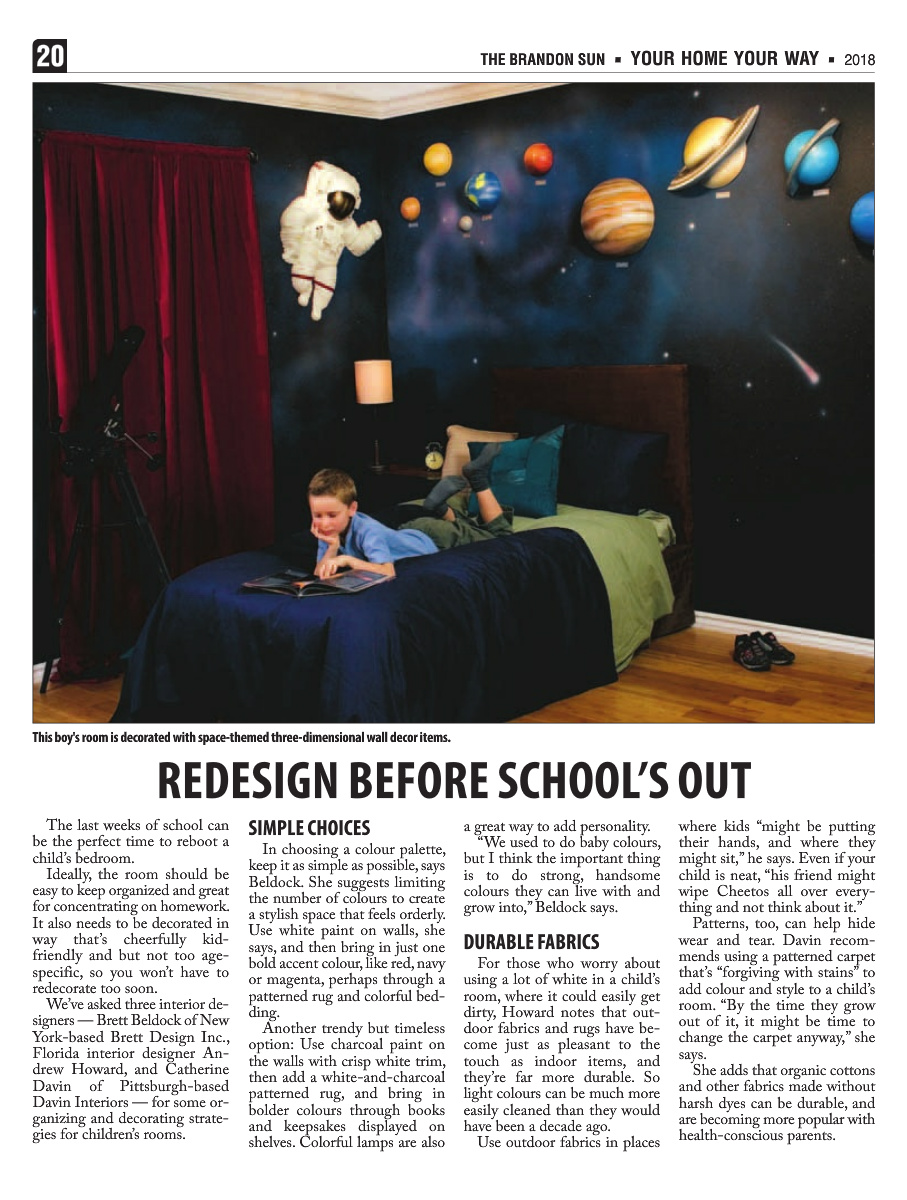 20
THE BRANDON SUN ▪ YOUR HOME YOUR WAY ▪ 2018
This boy's room is decorated with space-themed three-dimensional wall decor items.
REDESIGN BEFORE SCHOOL'S OUT
The last weeks of school can
be the perfect time to reboot a
child's bedroom.
Ideally, the room should be
easy to keep organized and great
for concentrating on homework.
It also needs to be decorated in
way that's cheerfully kid-
friendly and but not too age-
specific, so you won't have to
redecorate too soon.
We've asked three interior de-
signers — Brett Beldock of New
York-based Brett Design Inc.,
Florida interior designer An-
drew Howard, and Catherine
Davin of Pittsburgh-based
Davin Interiors — for some or-
ganizing and decorating strate-
gies for children's rooms.
SIMPLE CHOICES
In choosing a colour palette,
keep it as simple as possible, says
Beldock. She suggests limiting
the number of colours to create
a stylish space that feels orderly.
Use white paint on walls, she
says, and then bring in just one
bold accent colour, like red, navy
or magenta, perhaps through a
patterned rug and colorful bed-
ding.
Another trendy but timeless
option: Use charcoal paint on
the walls with crisp white trim,
then add a white-and-charcoal
patterned rug, and bring in
bolder colours through books
and keepsakes displayed on
shelves. Colorful lamps are also
a great way to add personality.
“We used to do baby colours,
but I think the important thing
is to do strong, handsome
colours they can live with and
grow into,” Beldock says.
DURABLE FABRICS
For those who worry about
using a lot of white in a child's
room, where it could easily get
dirty, Howard notes that out-
door fabrics and rugs have be-
come just as pleasant to the
touch as indoor items, and
they're far more durable. So
light colours can be much more
easily cleaned than they would
have been a decade ago.
Use outdoor fabrics in places
where kids “might be putting
their hands, and where they
might sit,” he says. Even if your
child is neat, “his friend might
wipe Cheetos all over every-
thing and not think about it.”
Patterns, too, can help hide
wear and tear. Davin recom-
mends using a patterned carpet
that's “forgiving with stains” to
add colour and style to a child's
room. “By the time they grow
out of it, it might be time to
change the carpet anyway,” she
says.
She adds that organic cottons
and other fabrics made without
harsh dyes can be durable, and
are becoming more popular with
health-conscious parents.